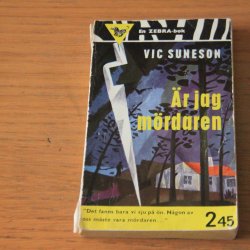 En ZEBRA-bok
VIC SUNESON
Är jag
mördaren
"Det fanns bara vi sju på ön. Någon av
oss måste vara mördaren ..."
2 45